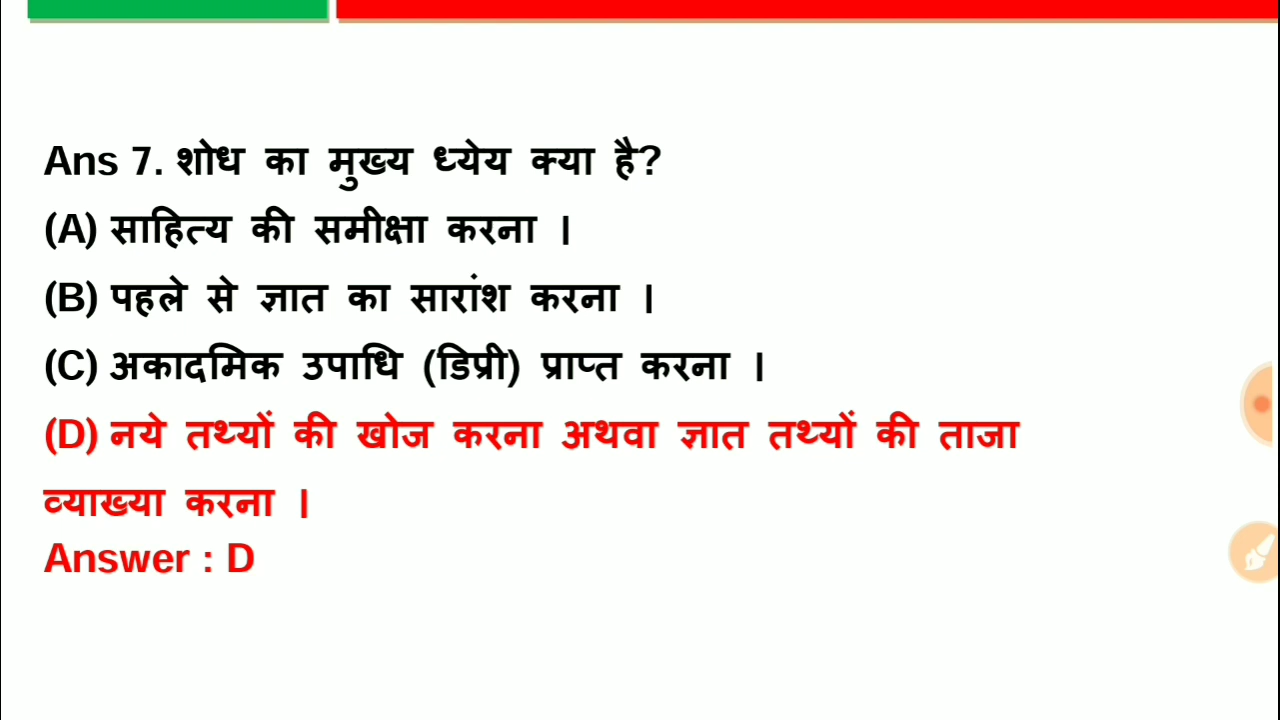 Ans 7. शोध का मुख्य ध्येय क्या है?
(A) साहित्य की समीक्षा करना ।
(B) पहले से ज्ञात का सारांश करना ।
(C) अकादमिक उपाधि (डिप्री) प्राप्त करना ।
(D) नये तथ्यों की खोज करना अथवा ज्ञात तथ्यों की ताजा
व्याख्या करना ।
Answer : D